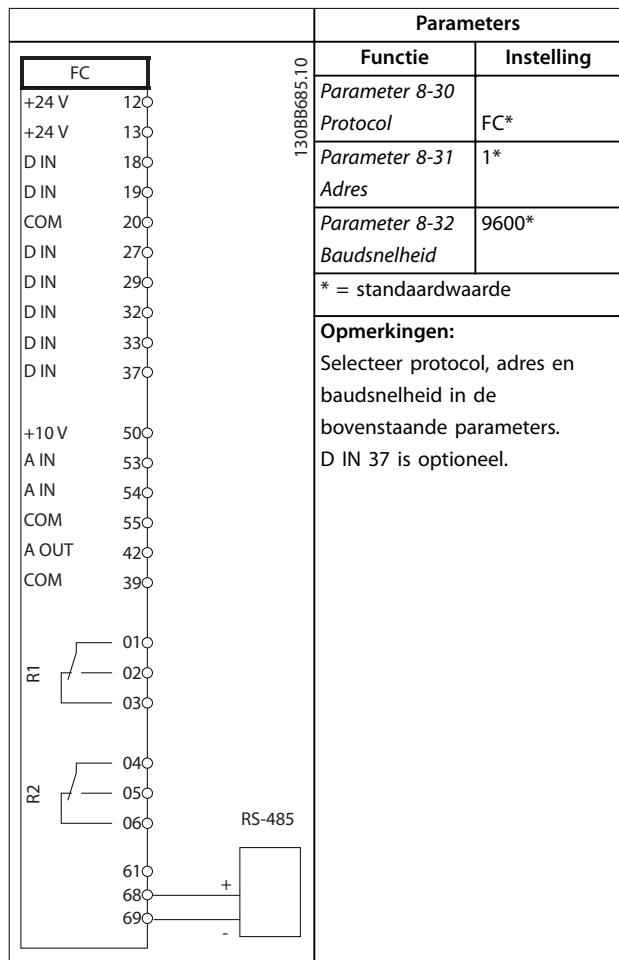 Parameters
FC
+24 V 12
+24 V 13
D IN 18
D IN 19
COM 20
D IN 27
D IN 29
D IN 32
D IN 33
D IN 37
+10 V 50
A IN 53
A IN 54
COM 55
A OUT 42
COM 39
R1
01
02
03
R2
04
05
06
RS-485
61
68 +
69 -
130BB685.10
Functie Instelling
Parameter 8-30
Protocol FC*
Parameter 8-31 1*
Adres
Parameter 8-32 9600*
Baudsnelheid
* = standaardwaarde
Opmerkingen:
Selecteer protocol, adres en
baudsnelheid in de
bovenstaande parameters.
D IN 37 is optioneel.